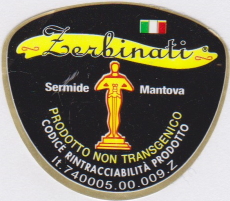 Zerbinati
Sermide Mantova
PRODOTTO NON TRANSGENICO
CODICE RINTRACCIABILITÀ PRODOTTO
It.740005.00.009.Z